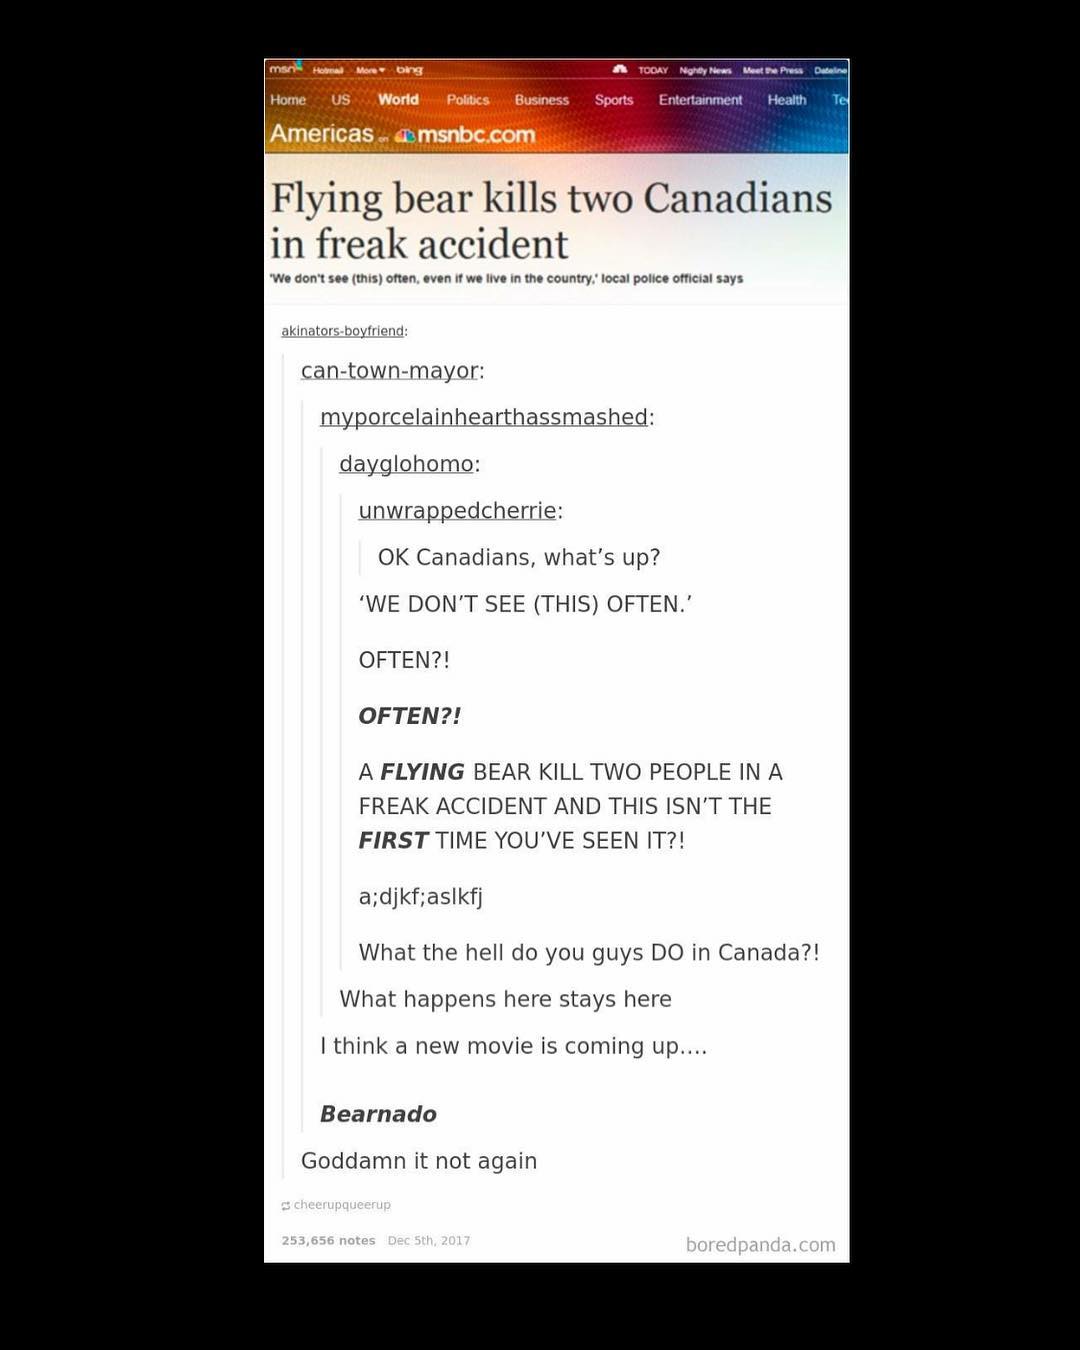 msn Hotmail More bing TODAY Nightly News Meet the Press Dateline
Home US World Politics Business Sports Entertainment Health Te
Americas on msnbc.com
Flying bear kills two Canadians
in freak accident
'We don't see (this) often, even if we live in the country,' local police official says
akinators-boyfriend:
can-town-mayor:
myporcelainhearthassmashed:
dayglohomo:
unwrappedcherrie:
OK Canadians, what’s up?
‘WE DON’T SEE (THIS) OFTEN.’
OFTEN?!
OFTEN?!
A FLYING BEAR KILL TWO PEOPLE IN A
FREAK ACCIDENT AND THIS ISN’T THE
FIRST TIME YOU’VE SEEN IT?!
a;djkf;aslkfj
What the hell do you guys DO in Canada?!
What happens here stays here
I think a new movie is coming up....
Bearnado
Goddamn it not again
cheerupqueerup
253,656 notes Dec 5th, 2017
boredpanda.com